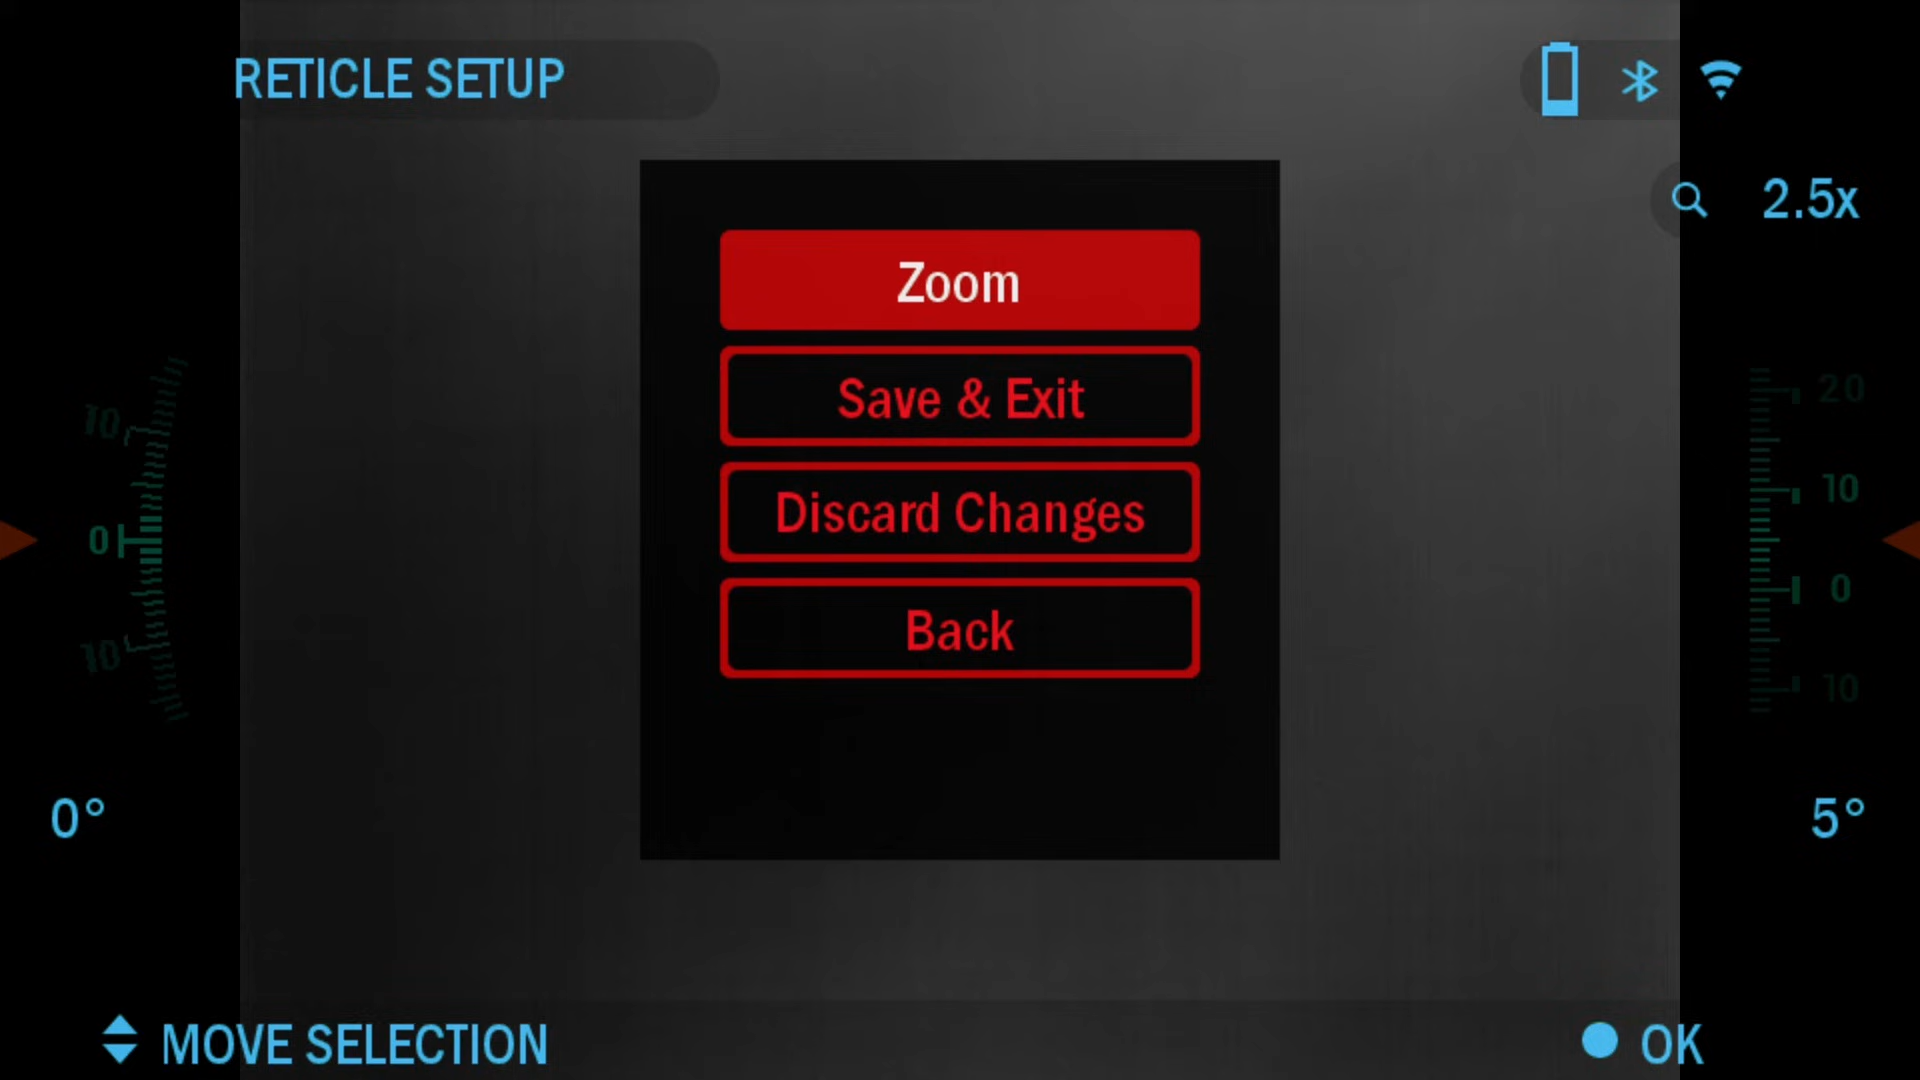 RETICLE SETUP
2.5x
Zoom
Save & Exit
Discard Changes
Back
10
0
10
20
10
0
10
0°
5°
MOVE SELECTION
OK